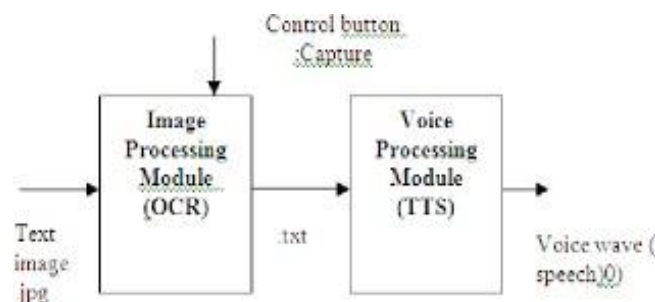 Control button
:Capture
Image
Processing
Module
(OCR)
Voice
Processing
Module
(TTS)
Text
image
jpg
.txt
Voice wave (
speech)0)